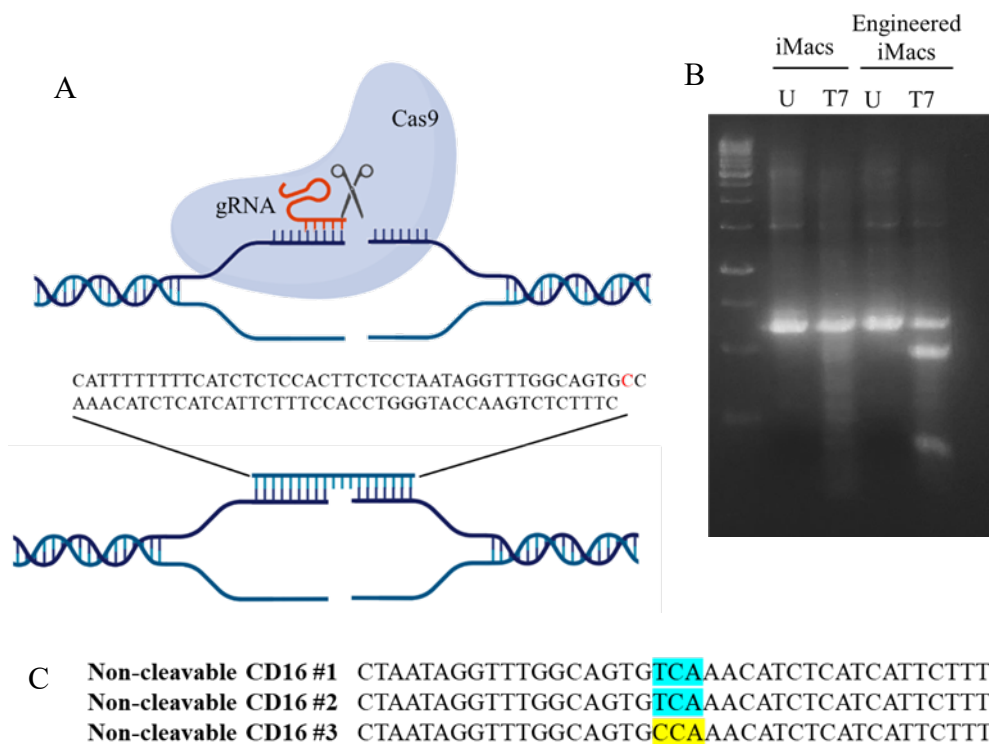 A
Cas9
gRNA
CATTTTTTTTTCATCTCTCCACTTCTCCTAATAGGTTTGGCAGTGCC
AAACATCTCATCATTCTTTCCACCTGGGTACCAAGTCTCTTTC
B
iMacs Engineered iMacs
U T7 U T7
C
Non-cleavable CD16 #1 CTAATAGGTTTGGCAGTGTCAAACATCTCATCATTCTTT
Non-cleavable CD16 #2 CTAATAGGTTTGGCAGTGTCAAACATCTCATCATTCTTT
Non-cleavable CD16 #3 CTAATAGGTTTGGCAGTGCCAAACATCTCATCATTCTTT